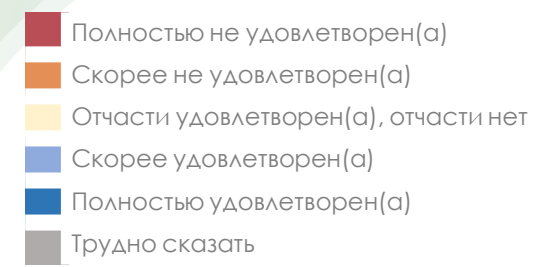 Полностью не удовлетворен(а)
Скорее не удовлетворен(а)
Отчасти удовлетворен(а), отчасти нет
Скорее удовлетворен(а)
Полностью удовлетворен(а)
Трудно сказать